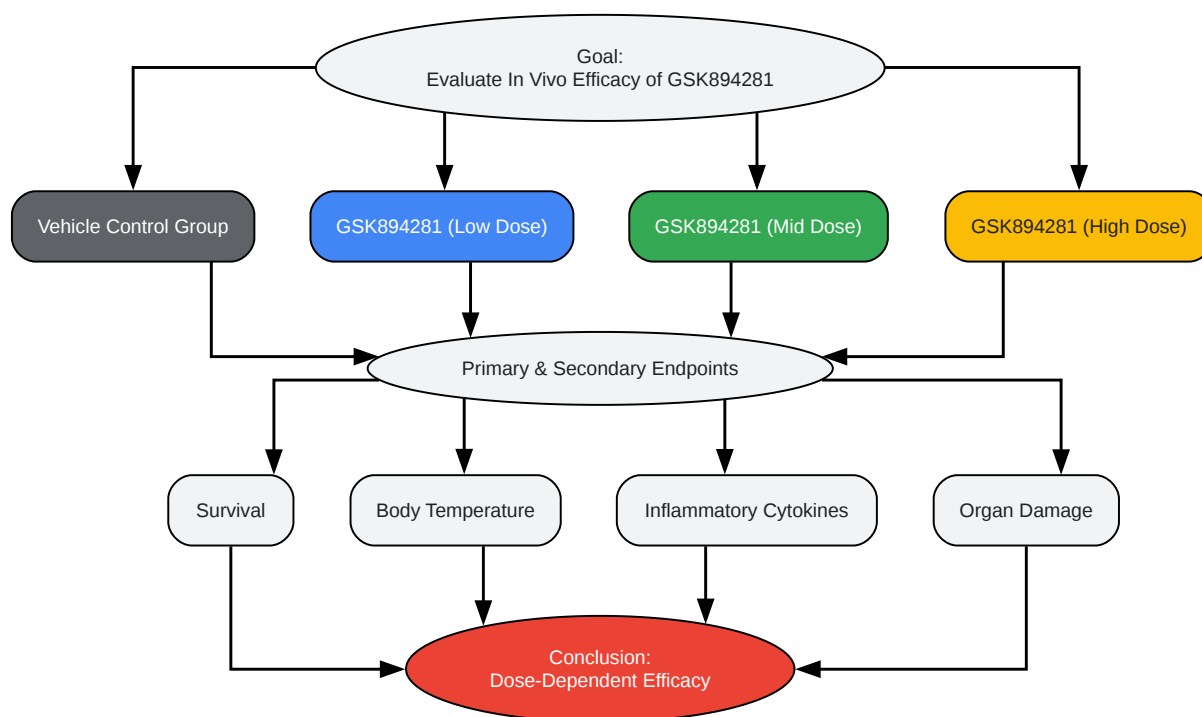 Goal:
Evaluate In Vivo Efficacy of GSK894281
Vehicle Control Group
GSK894281 (Low Dose)
GSK894281 (Mid Dose)
GSK894281 (High Dose)
Primary & Secondary Endpoints
Survival
Body Temperature
Inflammatory Cytokines
Organ Damage
Conclusion:
Dose-Dependent Efficacy